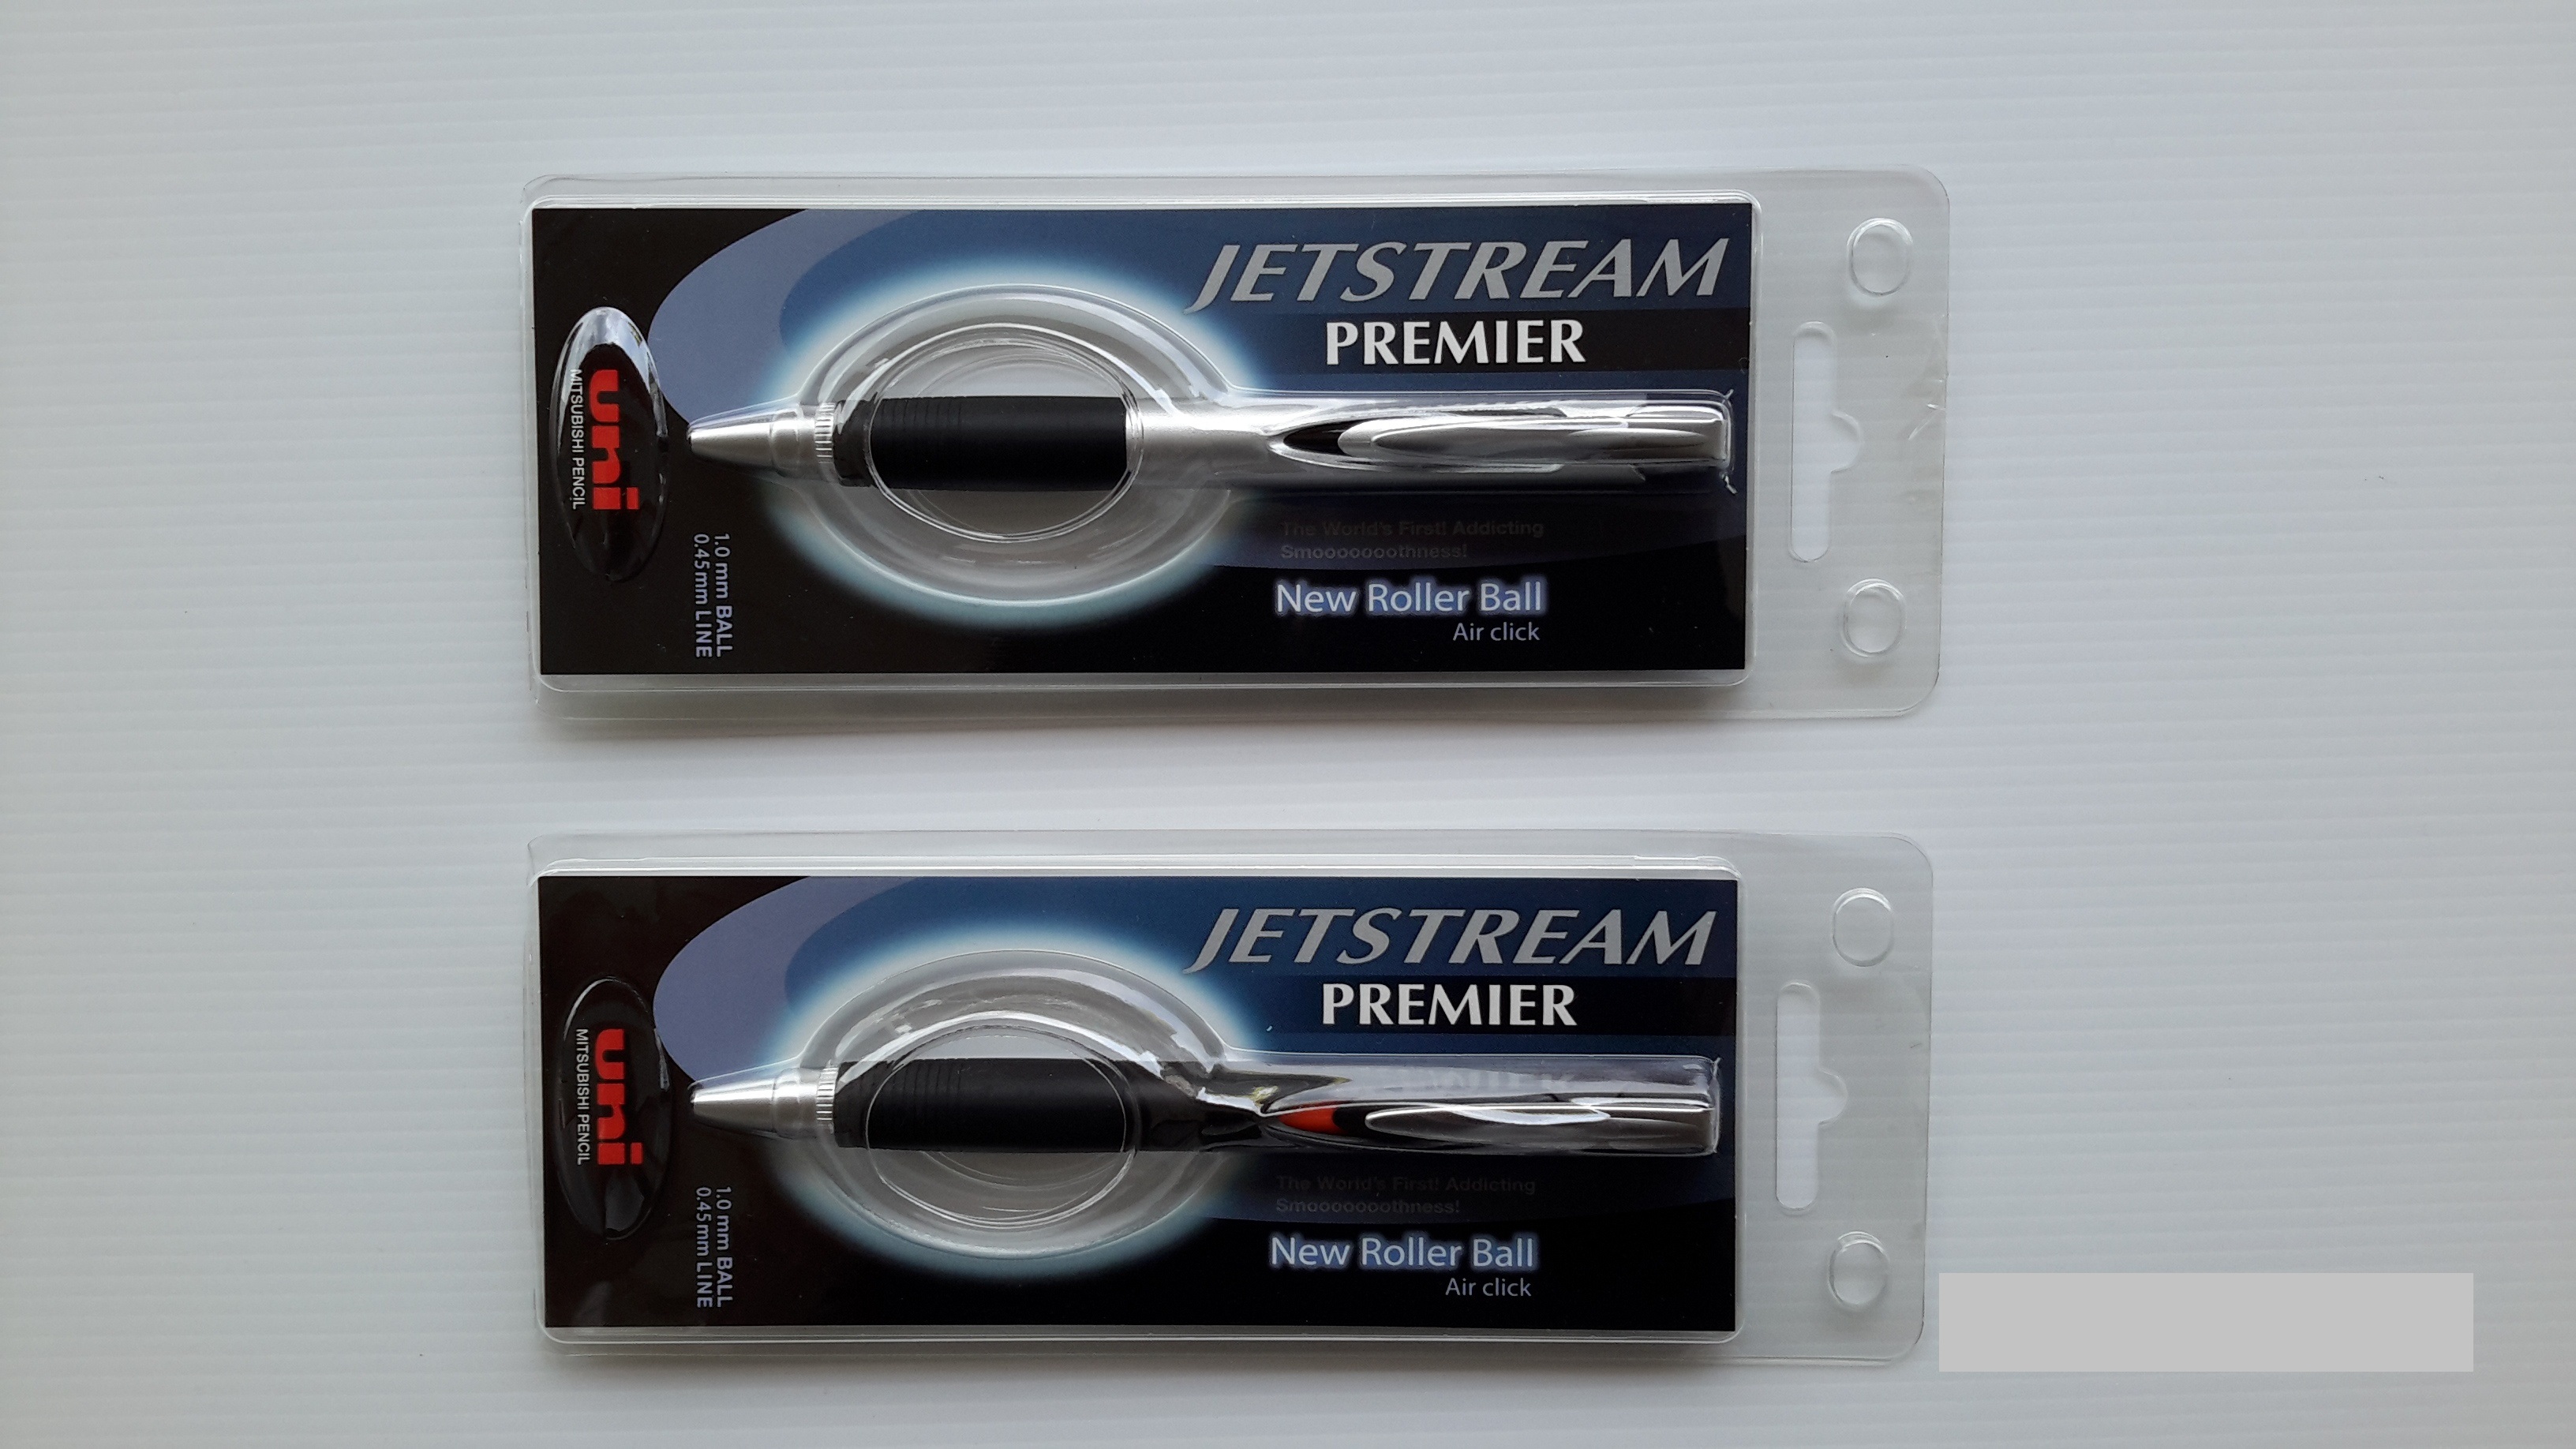 JETSTREAM
PREMIER
uni
MITSUBISHI PENCIL
1.0 mm BALL
0.45mm LINE
The World's First! Addicting
Smooooooothness!
New Roller Ball
Air click
JETSTREAM
PREMIER
uni
MITSUBISHI PENCIL
1.0 mm BALL
0.45mm LINE
The World's First! Addicting
Smooooooothness!
New Roller Ball
Air click